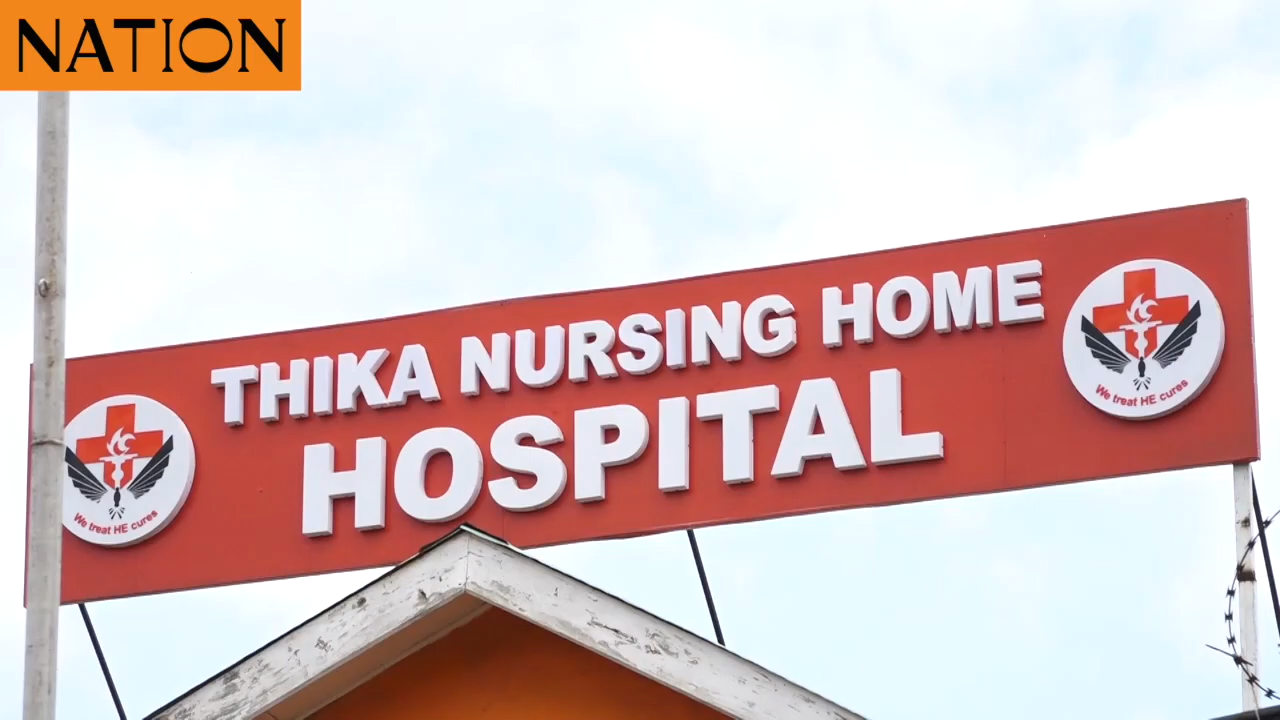 NATION
THIKA NURSING HOME
HOSPITAL
We treat HE cures
We treat HE cures